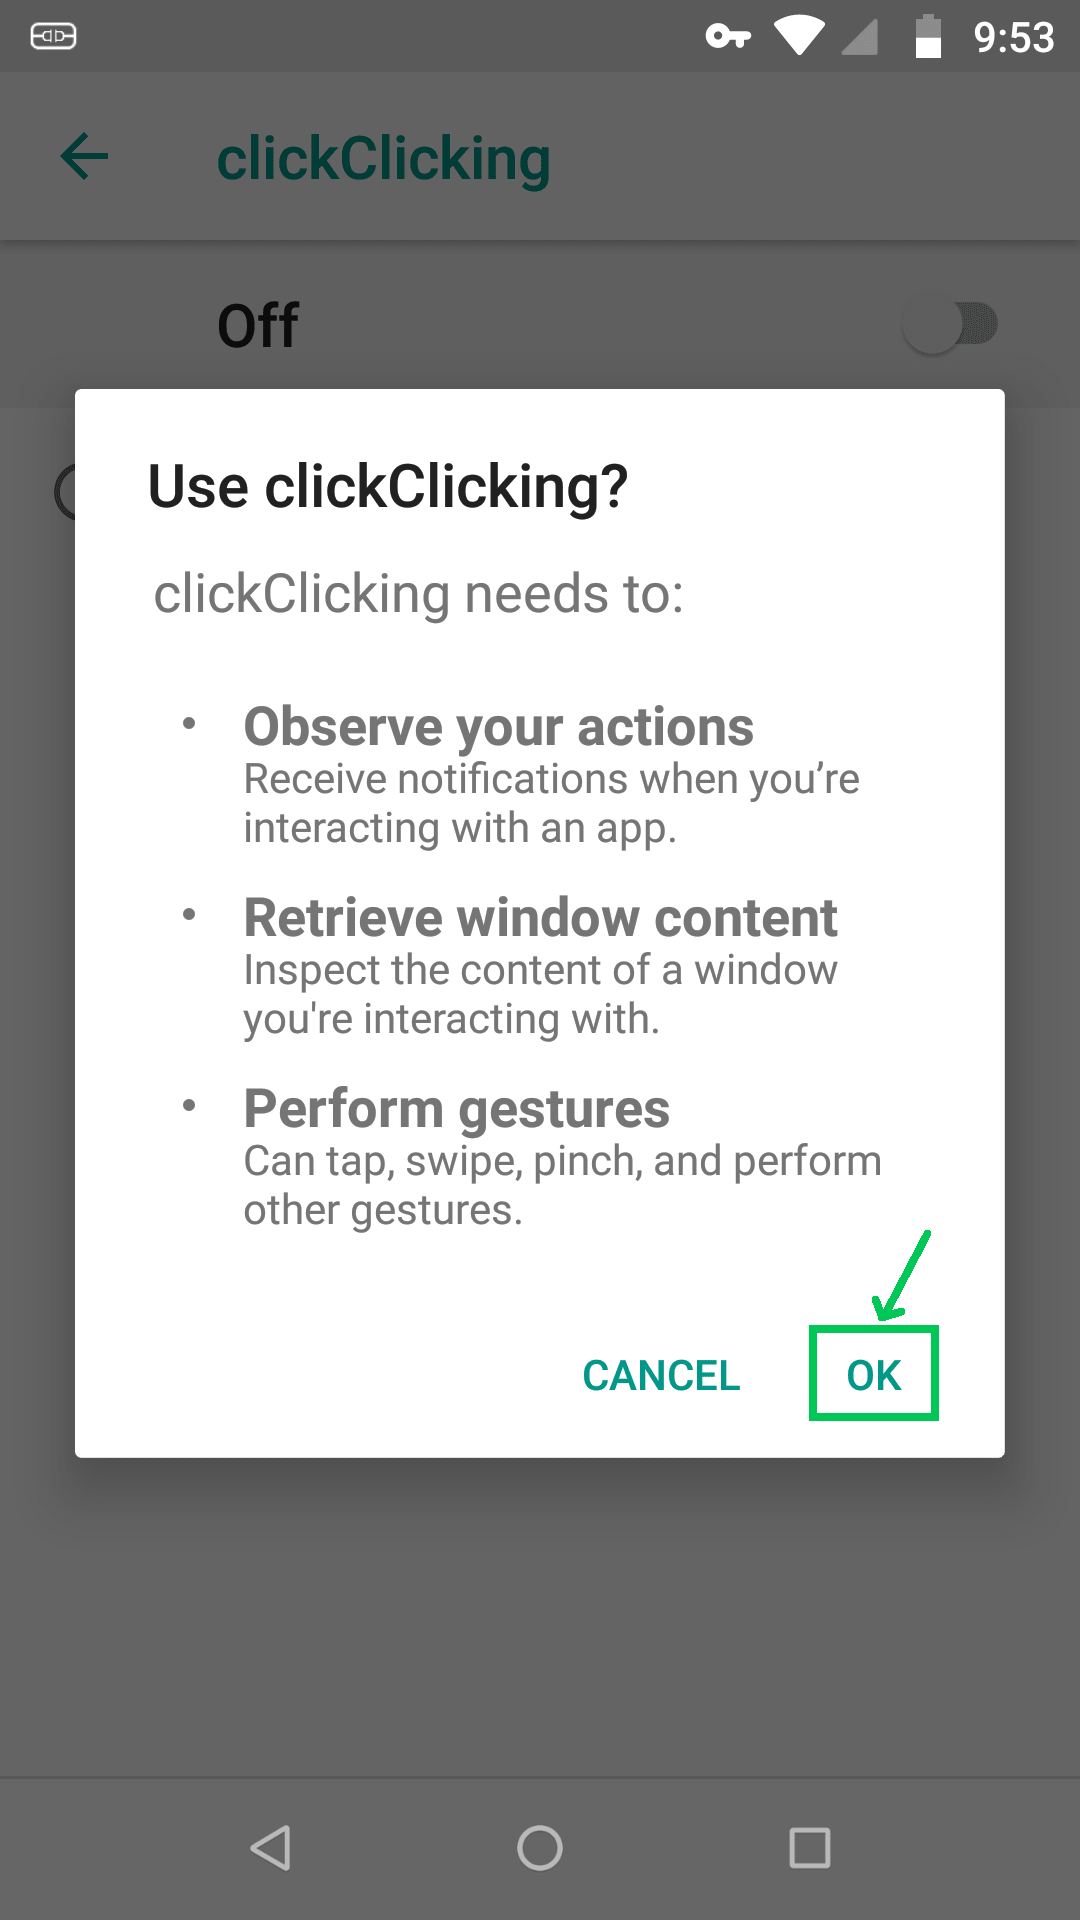 9:53
clickClicking
Off
Use clickClicking?
clickClicking needs to:
• Observe your actions
Receive notifications when you’re
interacting with an app.
• Retrieve window content
Inspect the content of a window
you're interacting with.
• Perform gestures
Can tap, swipe, pinch, and perform
other gestures.
CANCEL OK